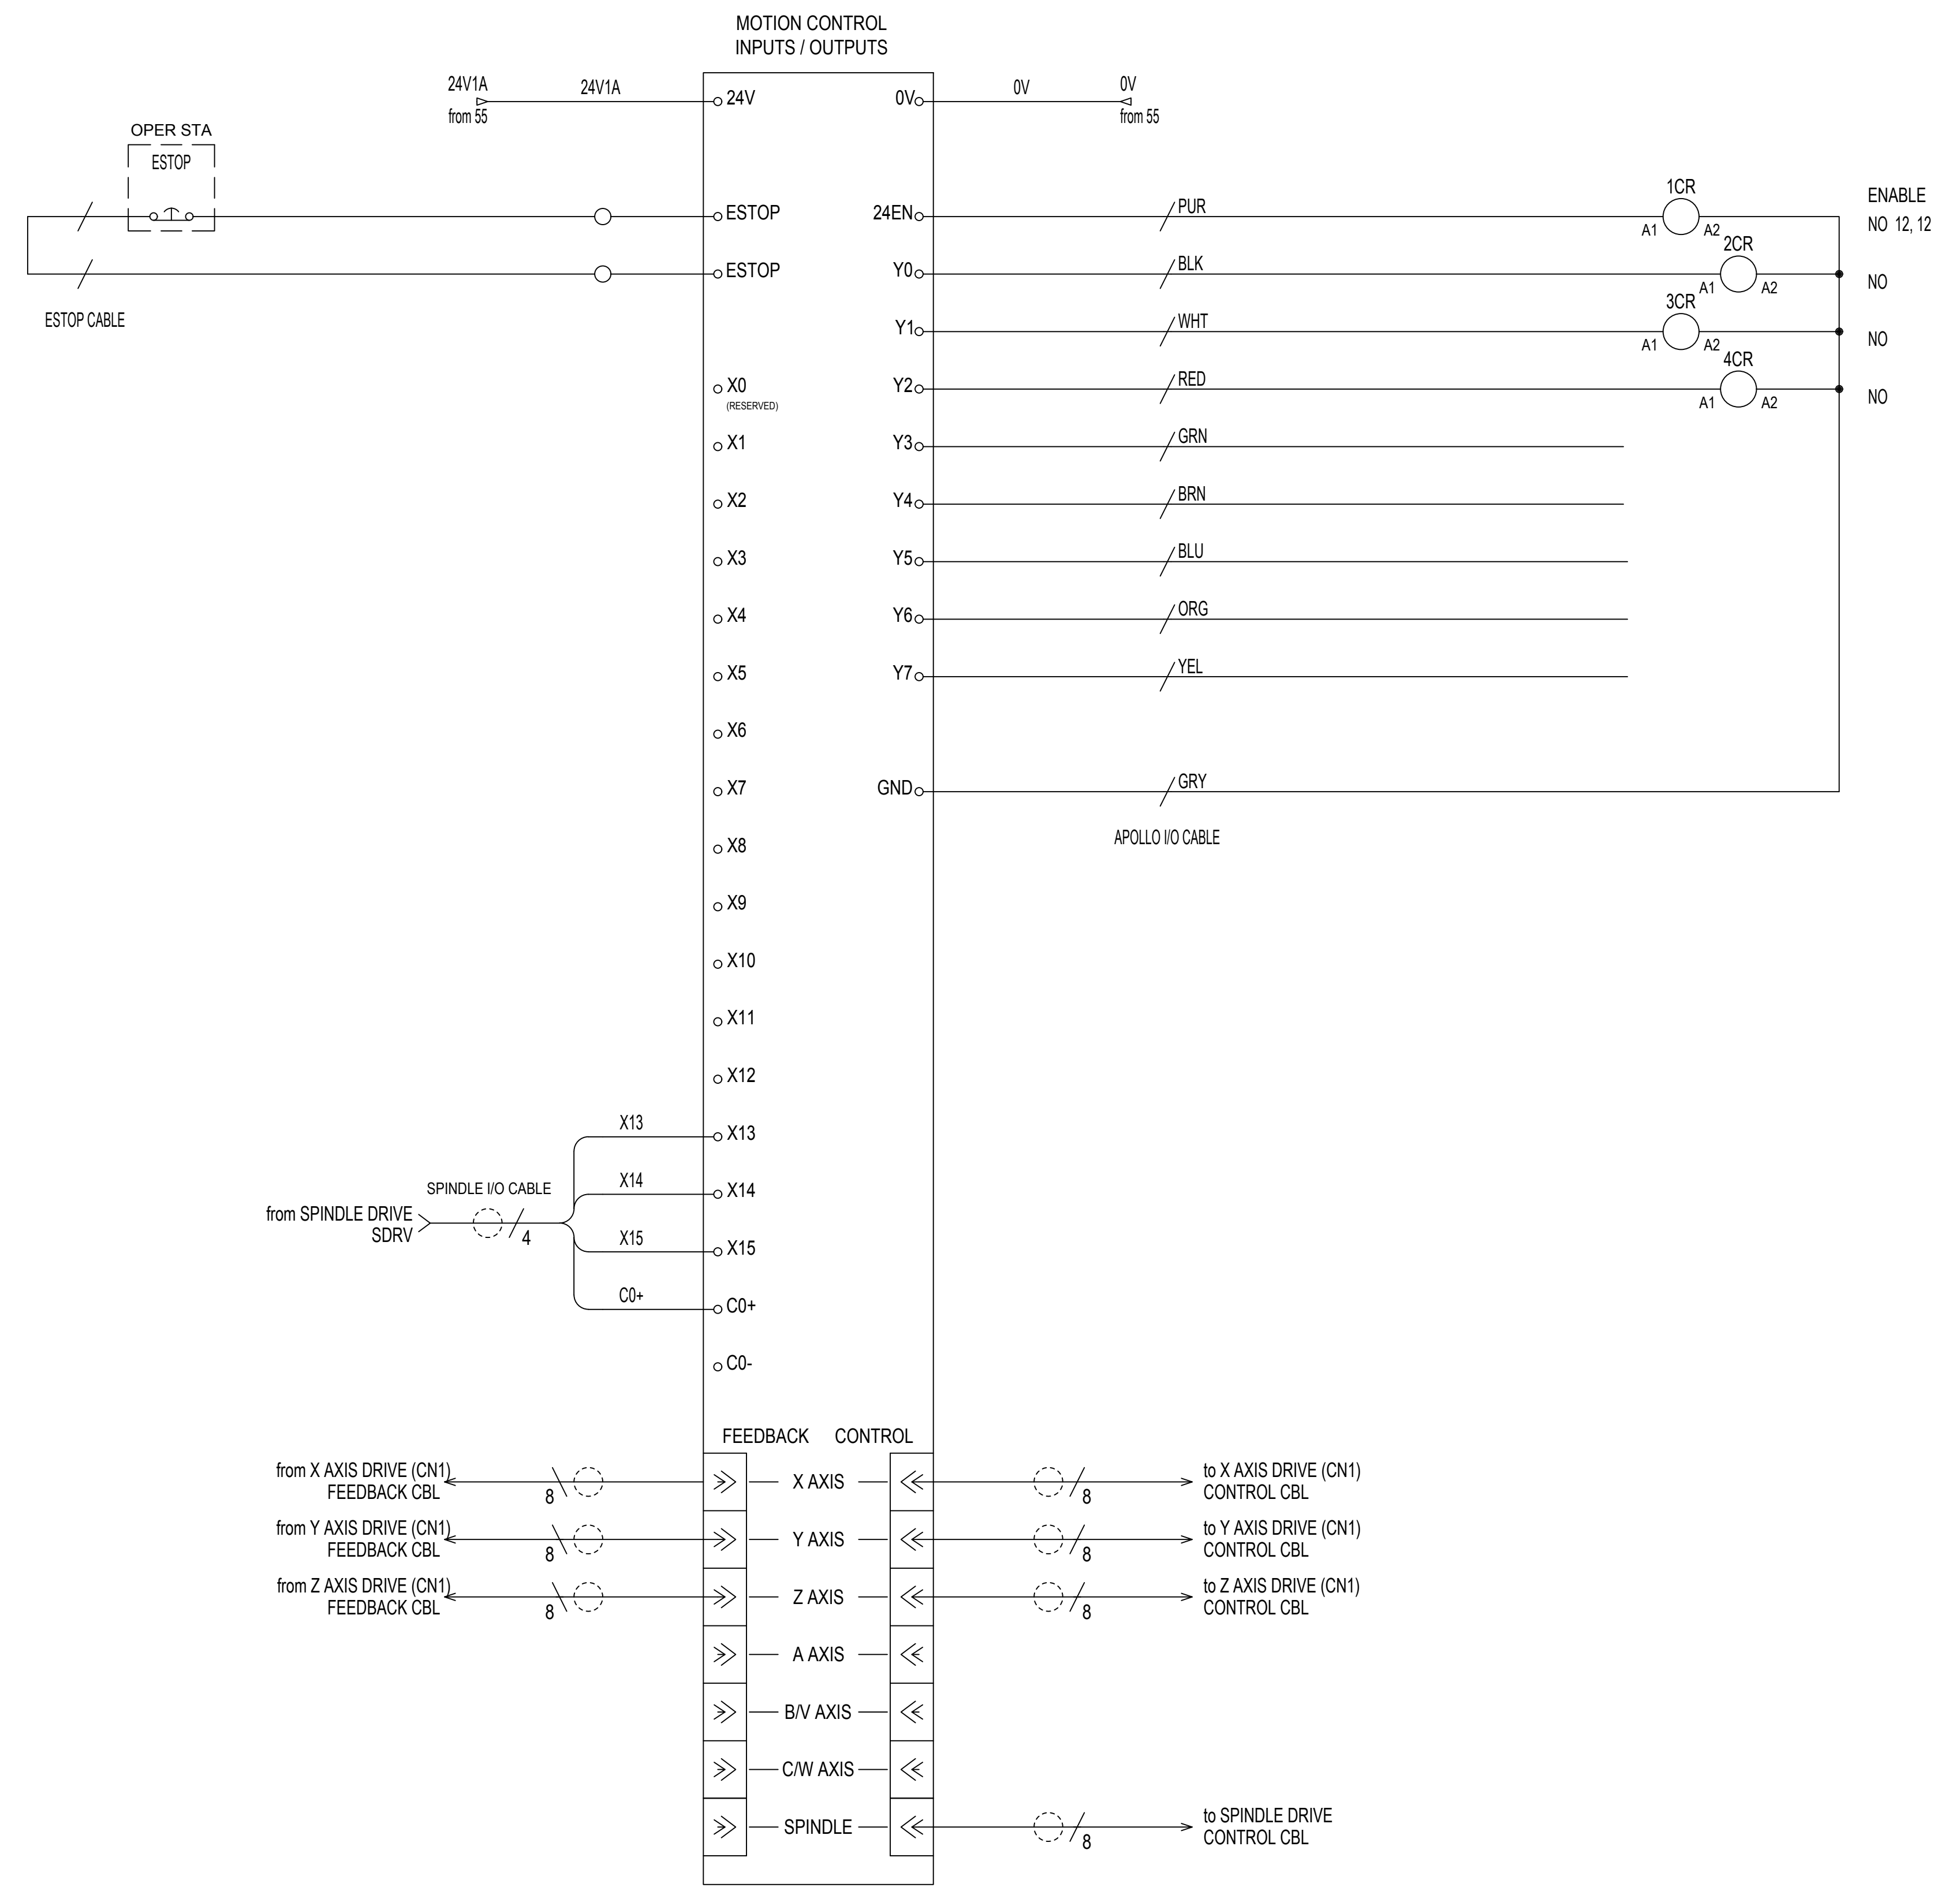 MOTION CONTROL
INPUTS / OUTPUTS
24V1A
from 55
24V1A
24V
0V
0V
0V
from 55
OPER STA
ESTOP
ESTOP
ESTOP
ESTOP CABLE
24EN
PUR
1CR
A1
A2
ENABLE
NO 12, 12
Y0
BLK
2CR
A1
A2
NO
Y1
WHT
3CR
A1
A2
NO
X0
(RESERVED)
Y2
RED
4CR
A1
A2
NO
X1
Y3
GRN
X2
Y4
BRN
X3
Y5
BLU
X4
Y6
ORG
X5
Y7
YEL
X6
X7
GND
GRY
APOLLO I/O CABLE
X8
X9
X10
X11
X12
X13
X13
X14
X14
SPINDLE I/O CABLE
from SPINDLE DRIVE
SDRV
4
X15
X15
C0+
C0+
C0-
FEEDBACK
CONTROL
from X AXIS DRIVE (CN1)
FEEDBACK CBL
8
X AXIS
8
to X AXIS DRIVE (CN1)
CONTROL CBL
from Y AXIS DRIVE (CN1)
FEEDBACK CBL
8
Y AXIS
8
to Y AXIS DRIVE (CN1)
CONTROL CBL
from Z AXIS DRIVE (CN1)
FEEDBACK CBL
8
Z AXIS
8
to Z AXIS DRIVE (CN1)
CONTROL CBL
A AXIS
B/V AXIS
C/W AXIS
SPINDLE
8
to SPINDLE DRIVE
CONTROL CBL